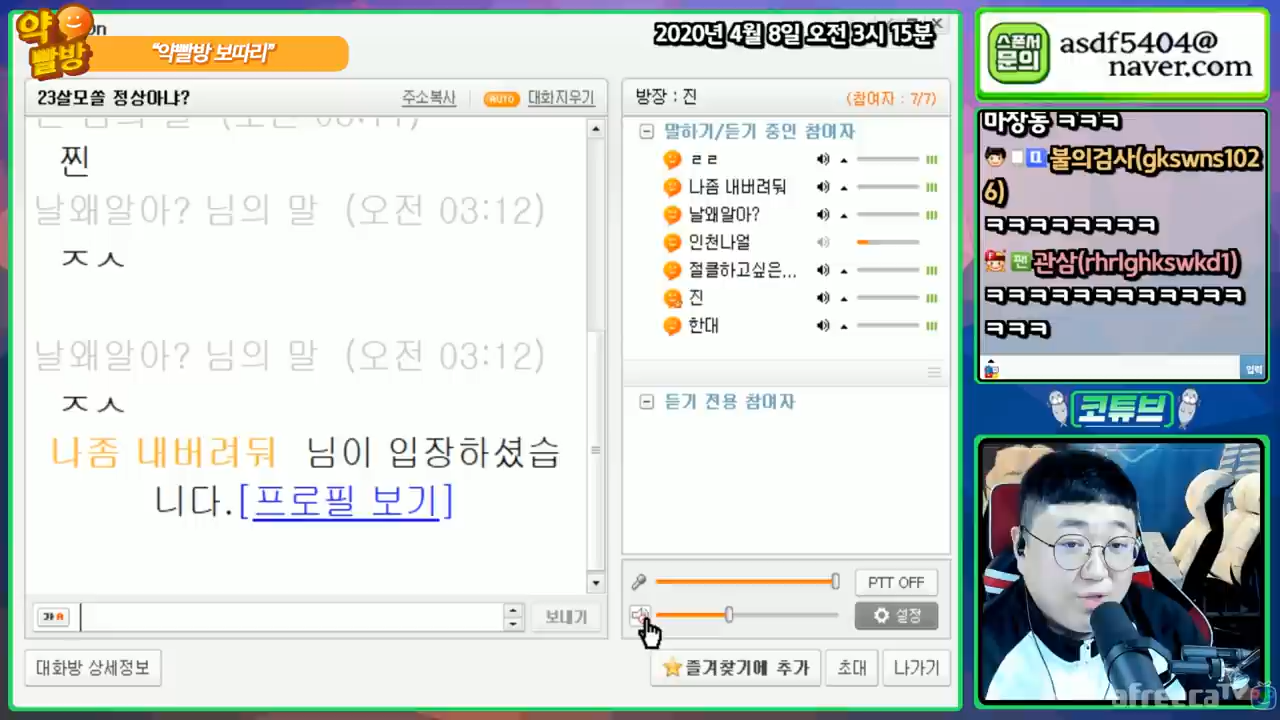 약빨방
“약빨방 보따리”
2020년 4월 8일 오전 3시 15분
23살모쏠 정상아냐?
주소복사
AUTO 대화지우기
찐
날왜알아? 님의 말 (오전 03:12)
ㅈㅅ
날왜알아? 님의 말 (오전 03:12)
ㅈㅅ
나좀 내버려둬 님이 입장하셨습
니다.[프로필 보기]
가A
보내기
대화방 상세정보
방장 : 진
(참여자 : 7/7)
말하기/듣기 중인 참여자
ㄹㄹ
나좀 내버려둬
날왜알아?
인천나얼
절클하고싶은...
진
한대
듣기 전용 참여자
PTT OFF
설정
즐겨찾기에 추가
초대
나가기
스폰서
문의
asdf5404@
naver.com
마장동 ㅋㅋㅋ
불의검사(gkswns102
6)
ㅋㅋㅋㅋㅋㅋㅋㅋ
팬 관삼(rhrlghkswkd1)
ㅋㅋㅋㅋㅋㅋㅋㅋㅋㅋㅋㅋ
ㅋㅋㅋ
입력
코튜브
afreecaTV